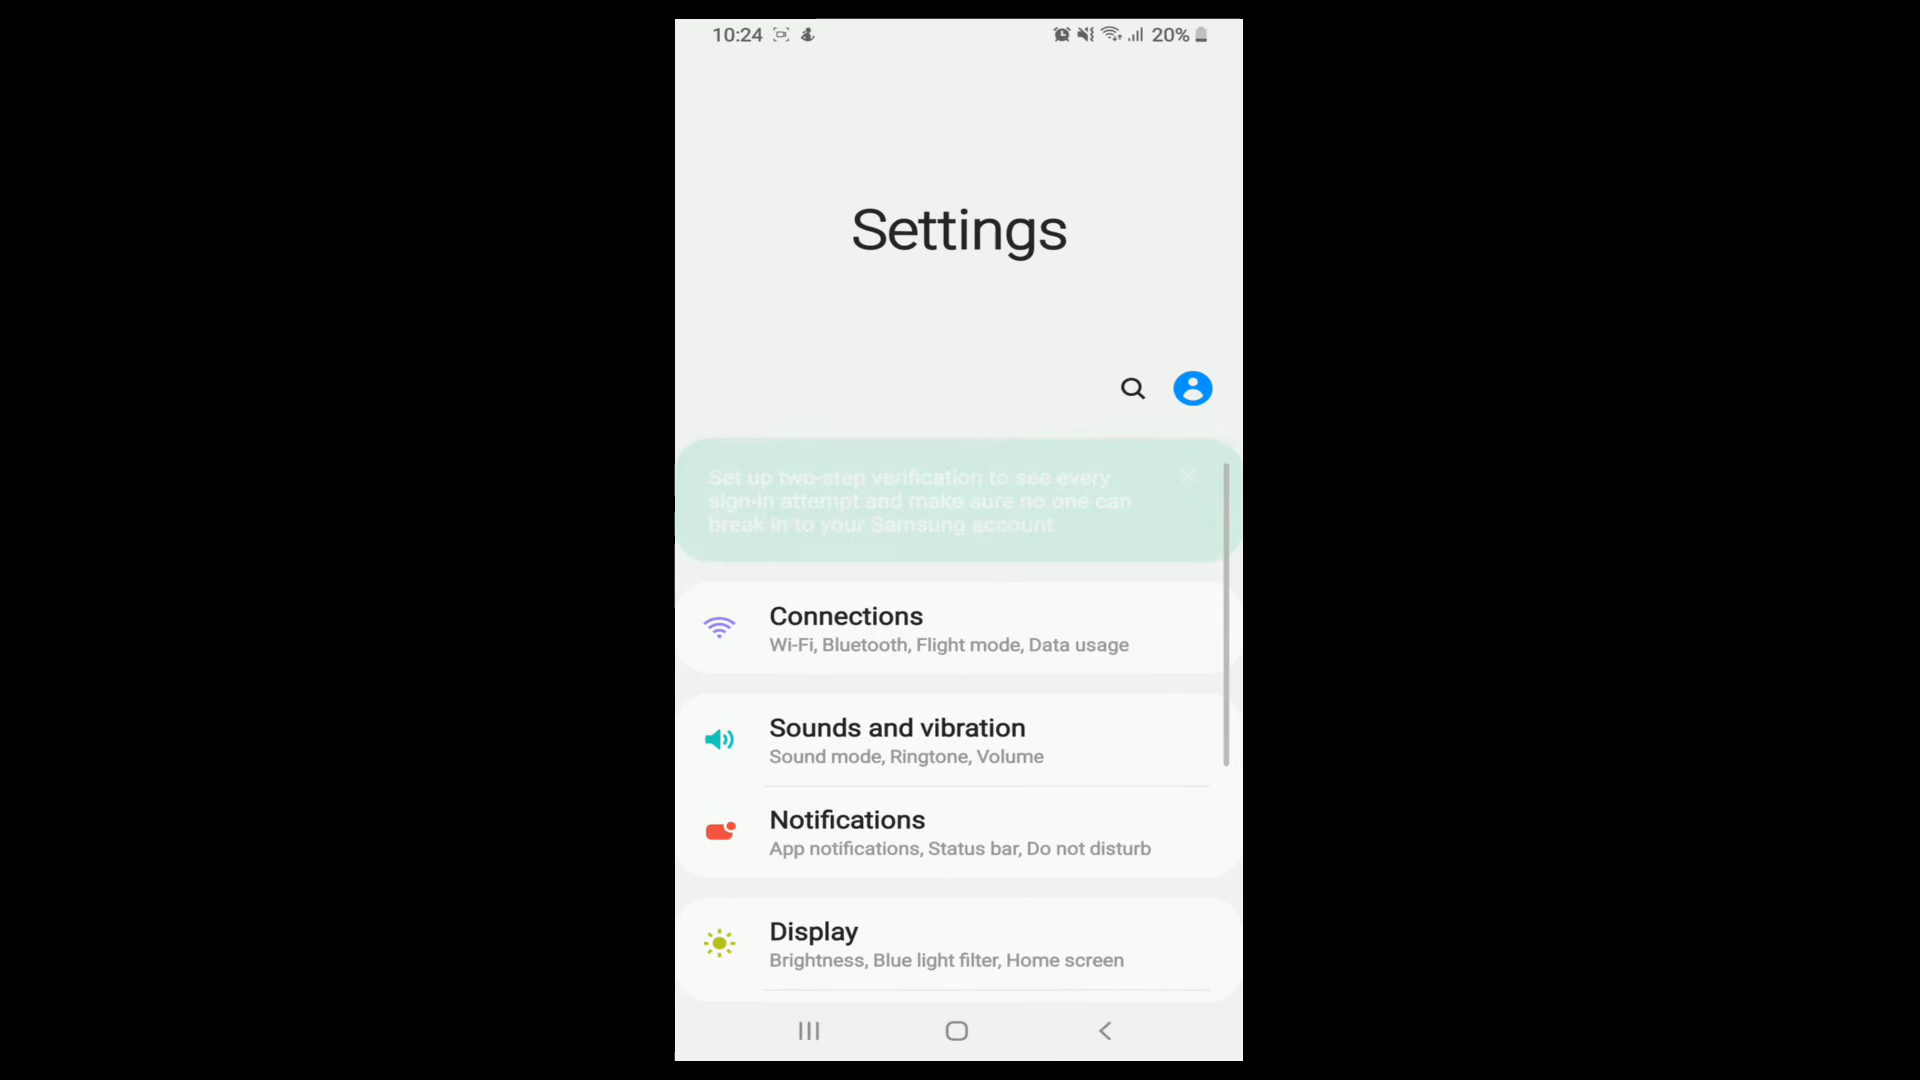 10:24 20%
Settings
Set up two-step verification to see every
sign-in attempt and make sure no one can
break in to your Samsung account.
Connections
Wi-Fi, Bluetooth, Flight mode, Data usage
Sounds and vibration
Sound mode, Ringtone, Volume
Notifications
App notifications, Status bar, Do not disturb
Display
Brightness, Blue light filter, Home screen